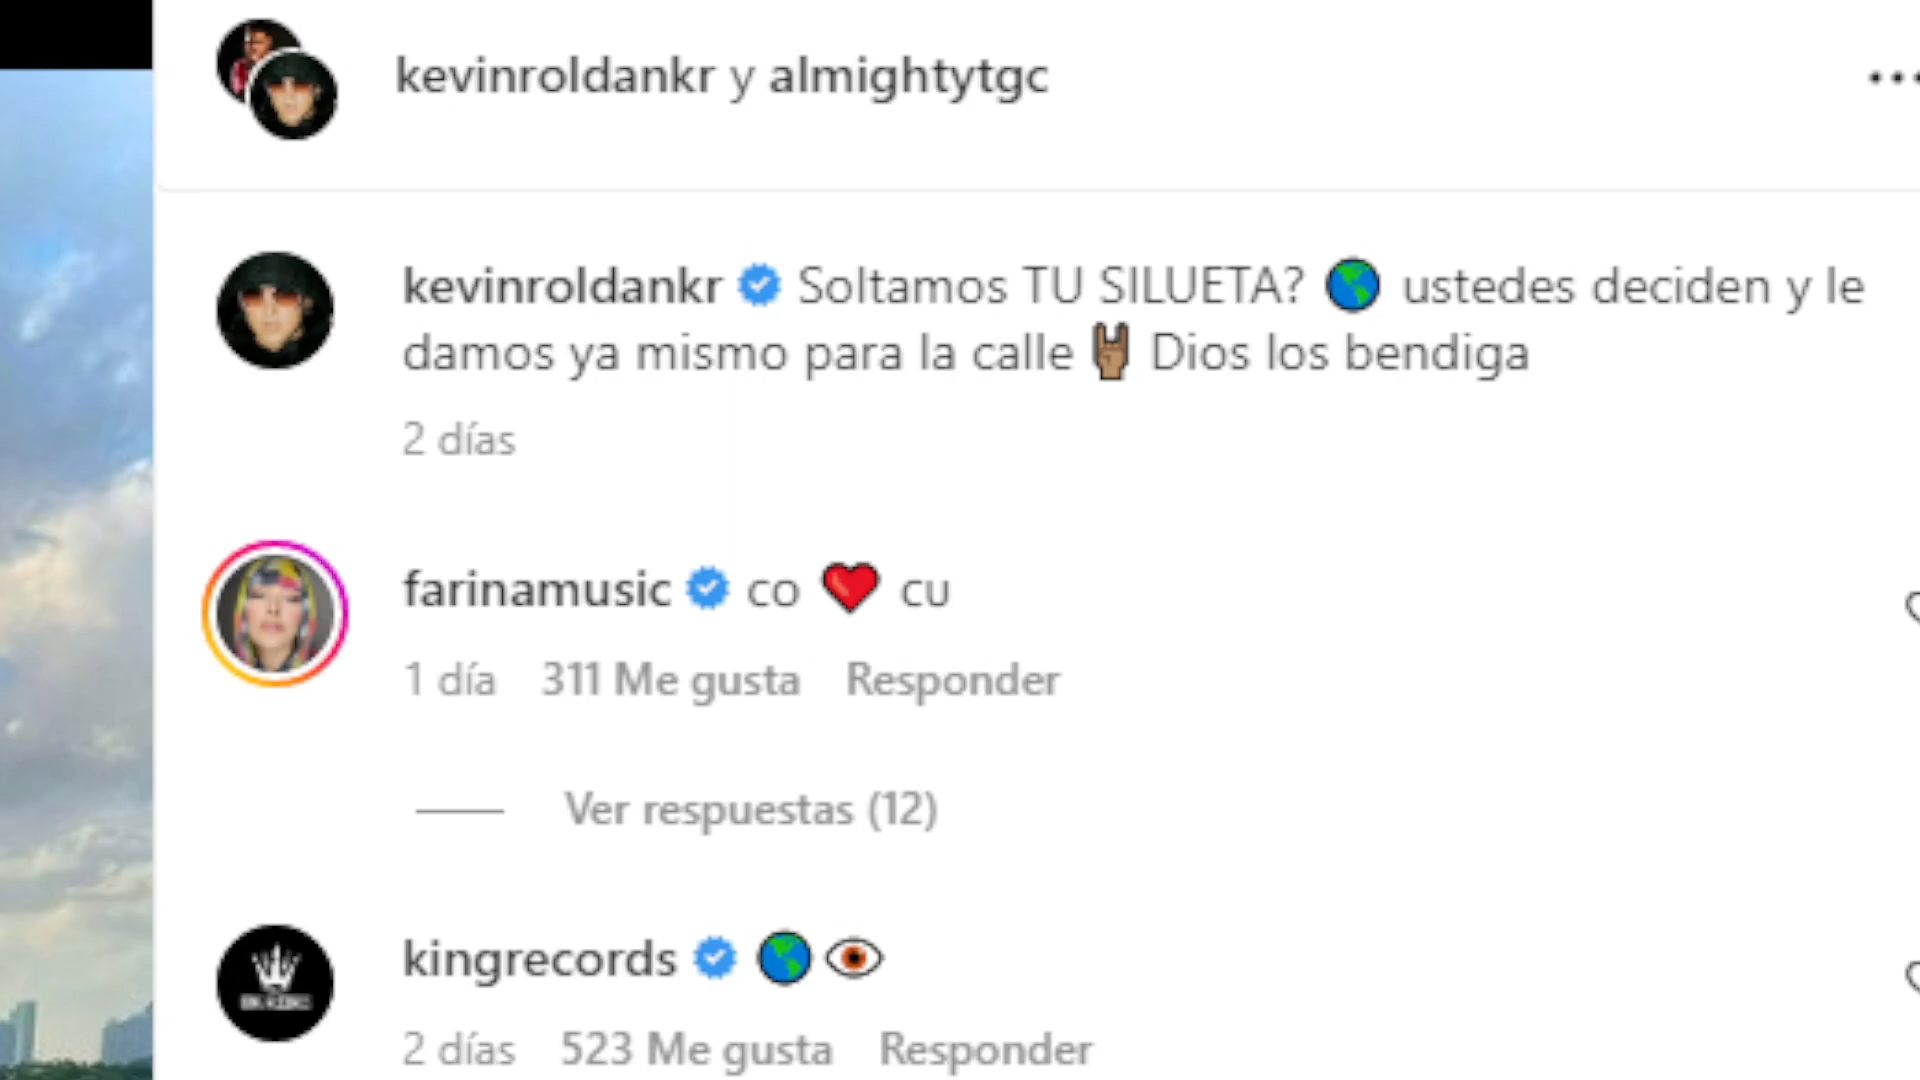 kevinroldankr y almightytgc
kevinroldankr Soltamos TU SILUETA? 🌎 ustedes deciden y le
damos ya mismo para la calle 🤘🏽 Dios los bendiga
2 días
farinamusic co ❤️ cu
1 día 311 Me gusta Responder
Ver respuestas (12)
kingrecords 🌎👁️
2 días 523 Me gusta Responder